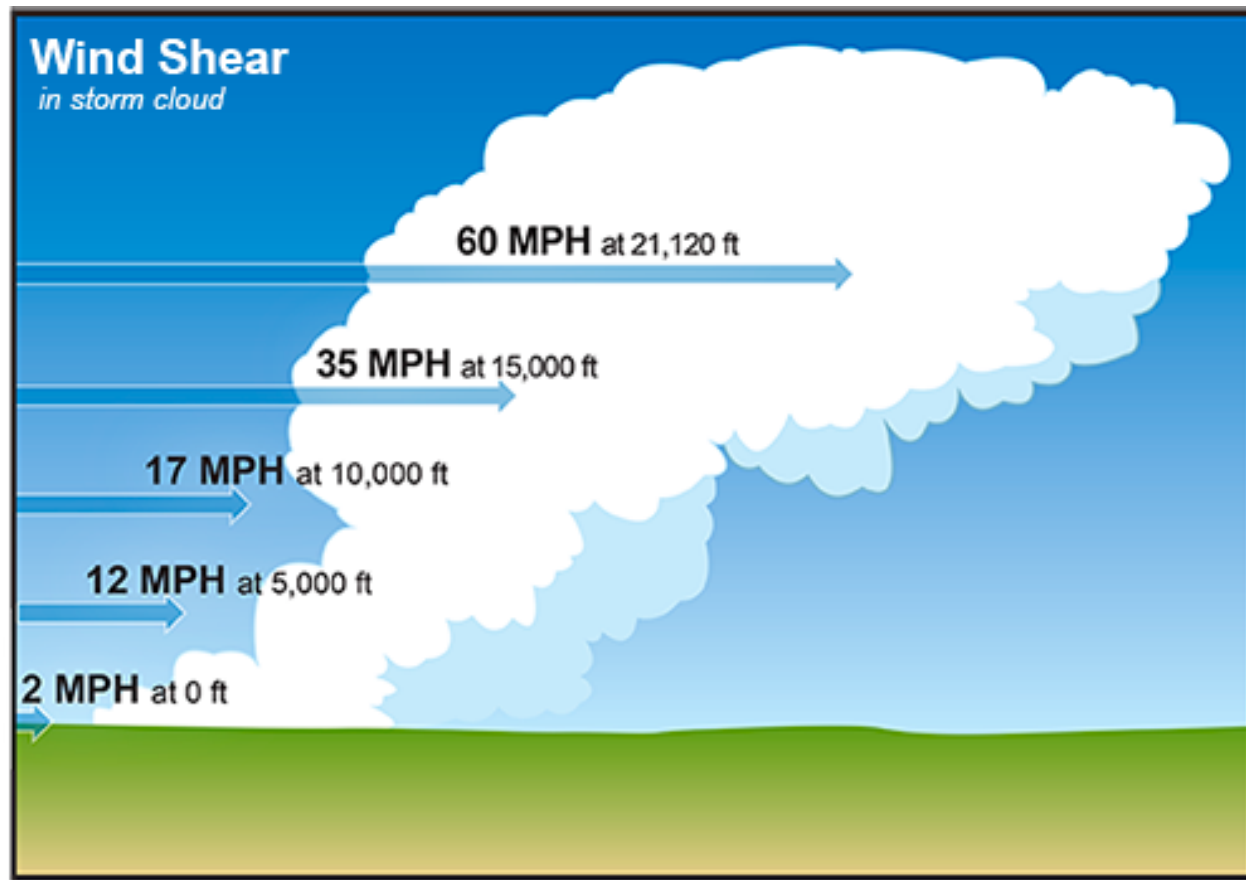 Wind Shear
in storm cloud
60 MPH at 21,120 ft
35 MPH at 15,000 ft
17 MPH at 10,000 ft
12 MPH at 5,000 ft
2 MPH at 0 ft